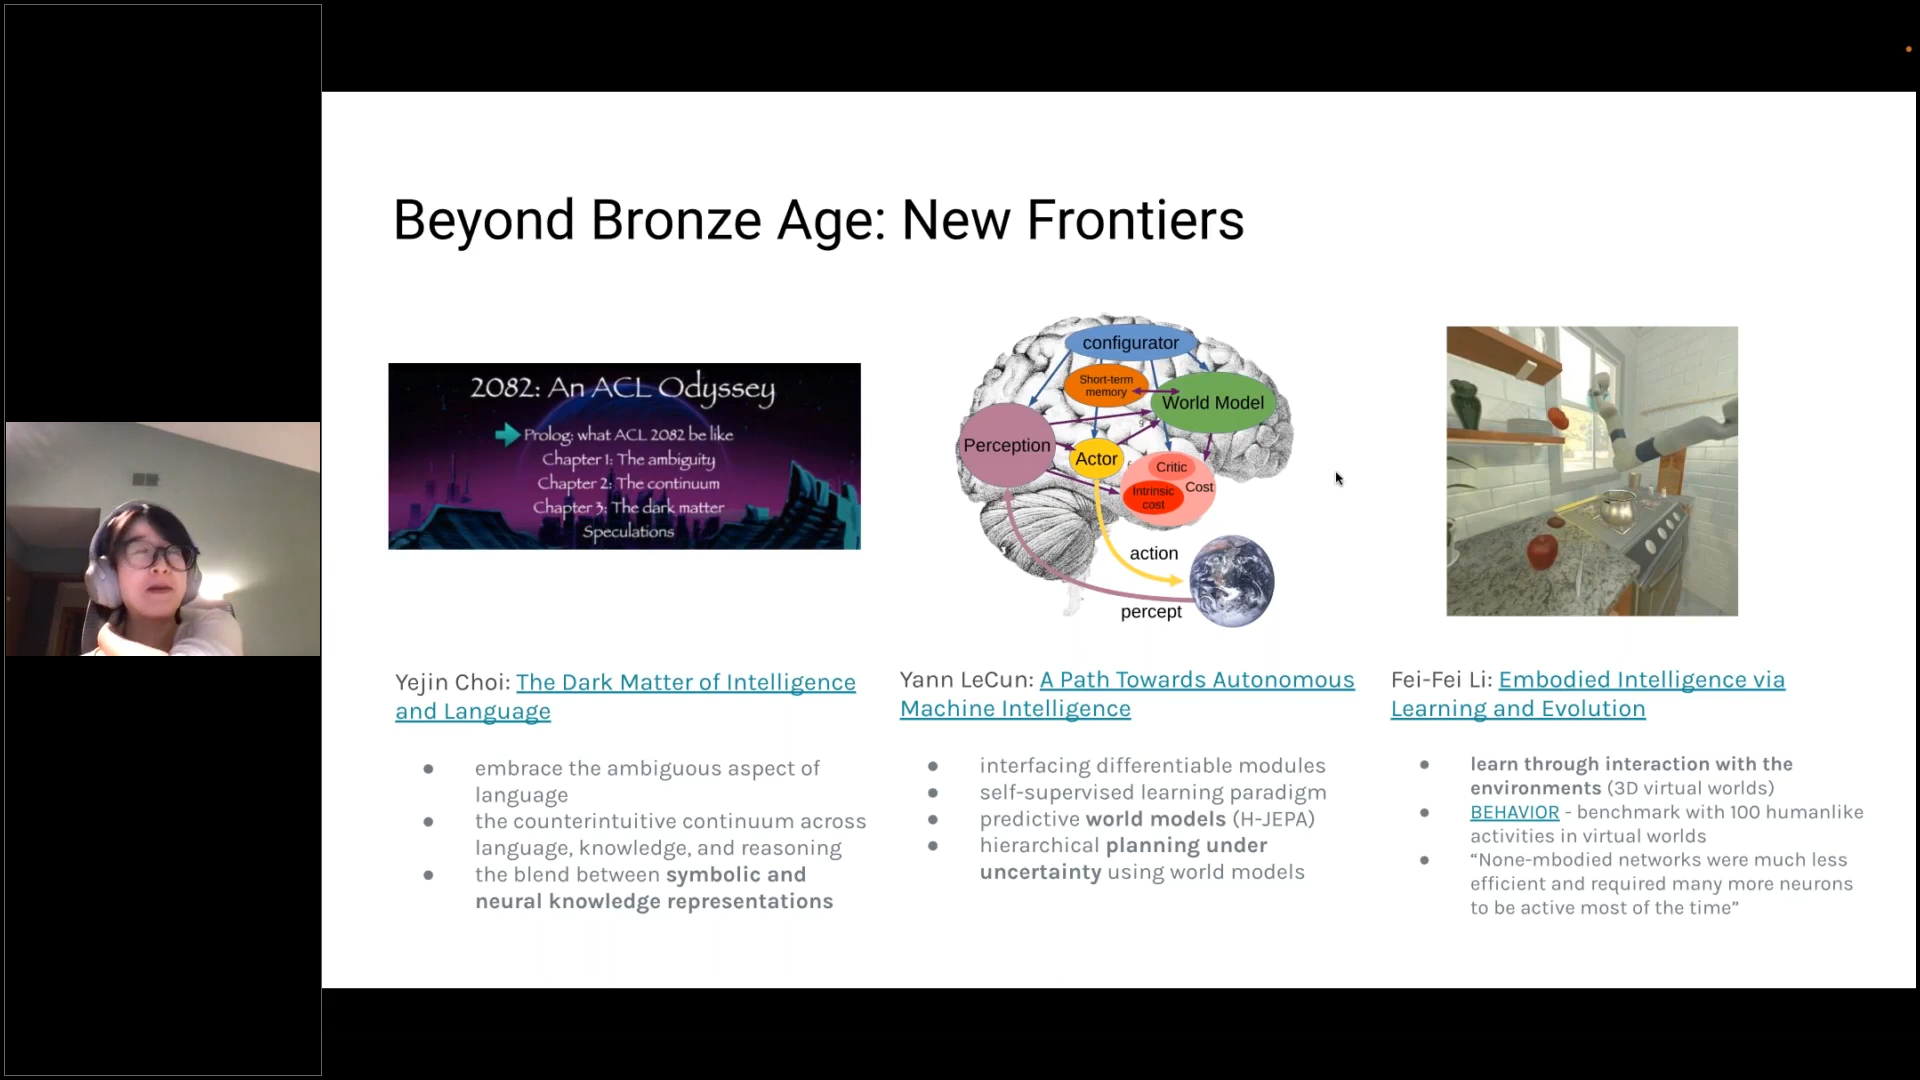 Beyond Bronze Age: New Frontiers
2082: An ACL Odyssey
Prolog: what ACL 2082 be like
Chapter 1: The ambiguity
Chapter 2: The continuum
Chapter 3: The dark matter
Speculations
configurator
Short-term
memory
World Model
Perception
Actor
Critic
Cost
Intrinsic
cost
action
percept
Yejin Choi: The Dark Matter of Intelligence
and Language
● embrace the ambiguous aspect of
language
● the counterintuitive continuum across
language, knowledge, and reasoning
● the blend between symbolic and
neural knowledge representations
Yann LeCun: A Path Towards Autonomous
Machine Intelligence
● interfacing differentiable modules
● self-supervised learning paradigm
● predictive world models (H-JEPA)
● hierarchical planning under
uncertainty using world models
Fei-Fei Li: Embodied Intelligence via
Learning and Evolution
● learn through interaction with the
environments (3D virtual worlds)
● BEHAVIOR - benchmark with 100 humanlike
activities in virtual worlds
● “None-mbodied networks were much less
efficient and required many more neurons
to be active most of the time”